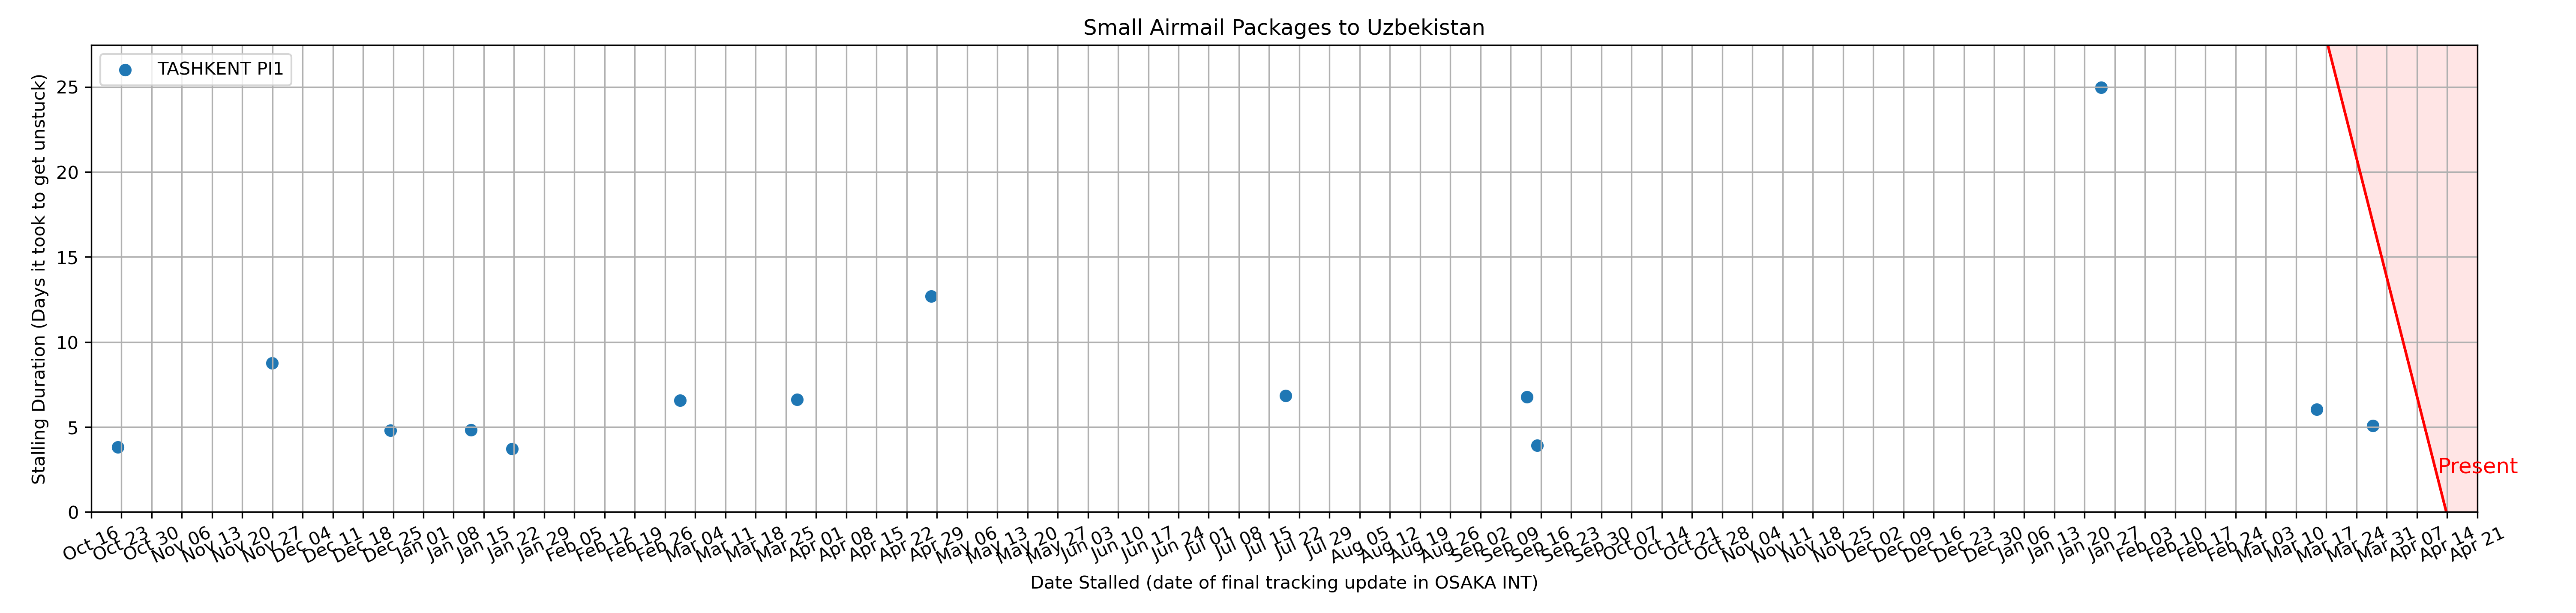 Small Airmail Packages to Uzbekistan
TASHKENT PI1
Stalling Duration (Days it took to get unstuck)
25
20
15
10
5
0
Present
Oct 16 Oct 23 Oct 30 Nov 06 Nov 13 Nov 20 Nov 27 Dec 04 Dec 11 Dec 18 Dec 25 Jan 01 Jan 08 Jan 15 Jan 22 Jan 29 Feb 05 Feb 12 Feb 19 Feb 26 Mar 04 Mar 11 Mar 18 Mar 25 Apr 01 Apr 08 Apr 15 Apr 22 Apr 29 May 06 May 13 May 20 May 27 Jun 03 Jun 10 Jun 17 Jun 24 Jul 01 Jul 08 Jul 15 Jul 22 Jul 29 Aug 05 Aug 12 Aug 19 Aug 26 Sep 02 Sep 09 Sep 16 Sep 23 Sep 30 Oct 07 Oct 14 Oct 21 Oct 28 Nov 04 Nov 11 Nov 18 Nov 25 Dec 02 Dec 09 Dec 16 Dec 23 Dec 30 Jan 06 Jan 13 Jan 20 Jan 27 Feb 03 Feb 10 Feb 17 Feb 24 Mar 03 Mar 10 Mar 17 Mar 24 Mar 31 Apr 07 Apr 14 Apr 21
Date Stalled (date of final tracking update in OSAKA INT)